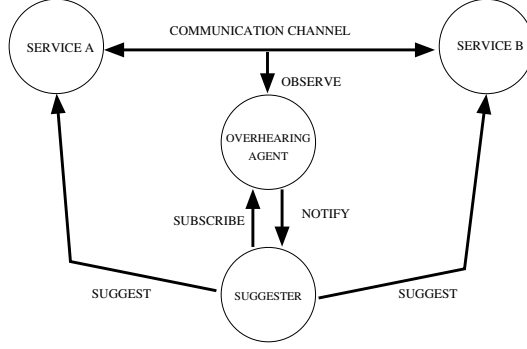 COMMUNICATION CHANNEL
SERVICE A
SERVICE B
OBSERVE
OVERHEARING
AGENT
SUBSCRIBE
NOTIFY
SUGGEST
SUGGESTER
SUGGEST